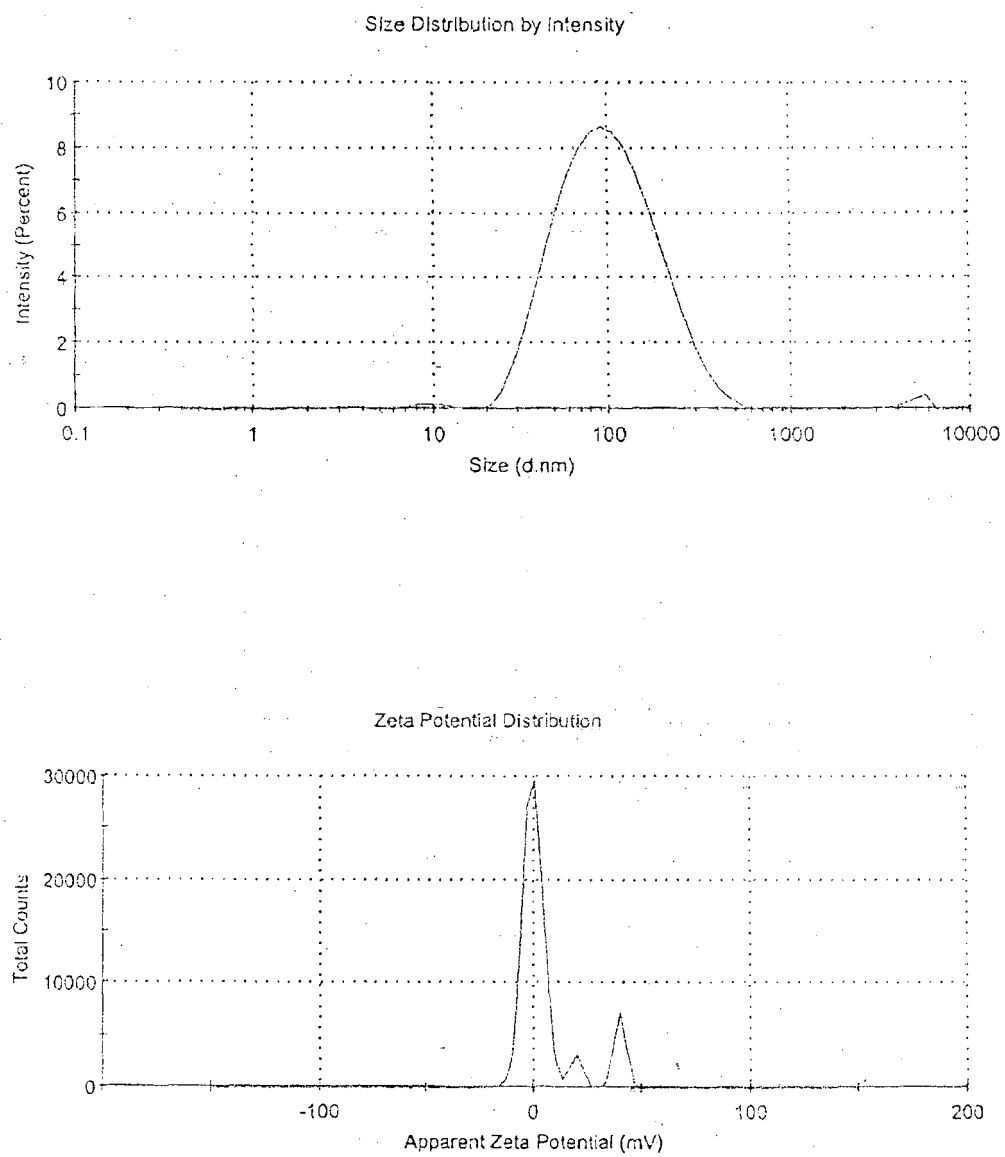 Size Distribution by Intensity
10
8
6
4
2
0
Intensity (Percent)
0.1 1 10 100 1000 10000
Size (d.nm)
Zeta Potential Distribution
30000
20000
10000
0
Total Counts
-100 0 100 200
Apparent Zeta Potential (mV)